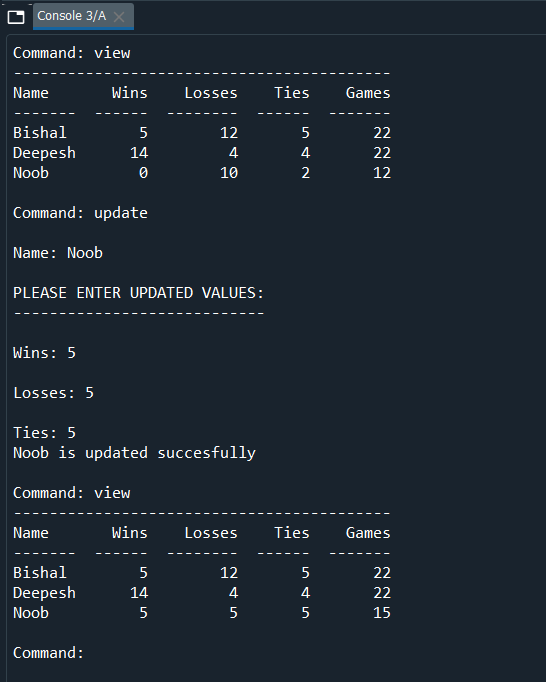 Console 3/A
Command: view
------------------------------------------
Name       Wins    Losses    Ties    Games
-------  ------  --------  ------  -------
Bishal        5        12       5       22
Deepesh      14         4       4       22
Noob          0        10       2       12
Command: update
Name: Noob
PLEASE ENTER UPDATED VALUES:
----------------------------
Wins: 5
Losses: 5
Ties: 5
Noob is updated succesfully
Command: view
------------------------------------------
Name       Wins    Losses    Ties    Games
-------  ------  --------  ------  -------
Bishal        5        12       5       22
Deepesh      14         4       4       22
Noob          5         5       5       15
Command: